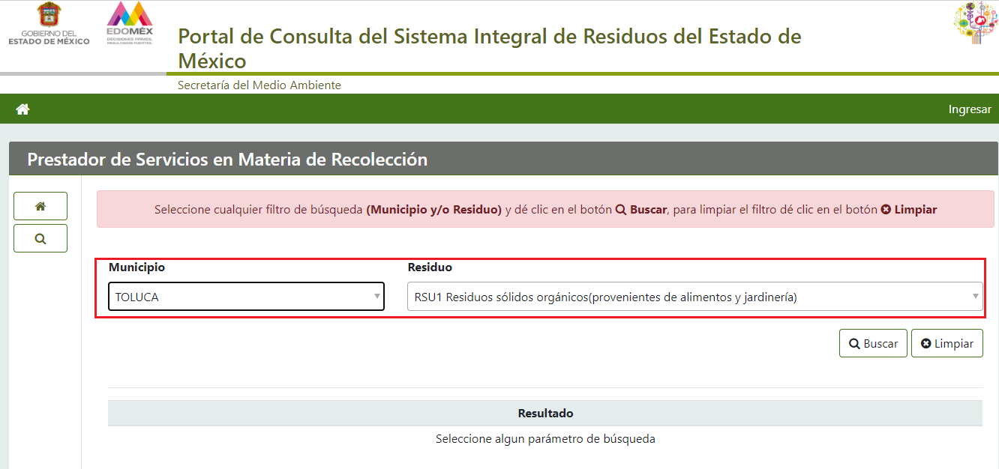 GOBIERNO DEL
ESTADO DE MÉXICO
EDOMÉX
DECISIONES FIRMES,
RESULTADOS FUERTES.
Portal de Consulta del Sistema Integral de Residuos del Estado de
México
Secretaría del Medio Ambiente
Ingresar
Prestador de Servicios en Materia de Recolección
Seleccione cualquier filtro de búsqueda (Municipio y/o Residuo) y dé clic en el botón Buscar, para limpiar el filtro dé clic en el botón Limpiar
Municipio Residuo
TOLUCA RSU1 Residuos sólidos orgánicos(provenientes de alimentos y jardinería)
Buscar Limpiar
Resultado
Seleccione algun parámetro de búsqueda